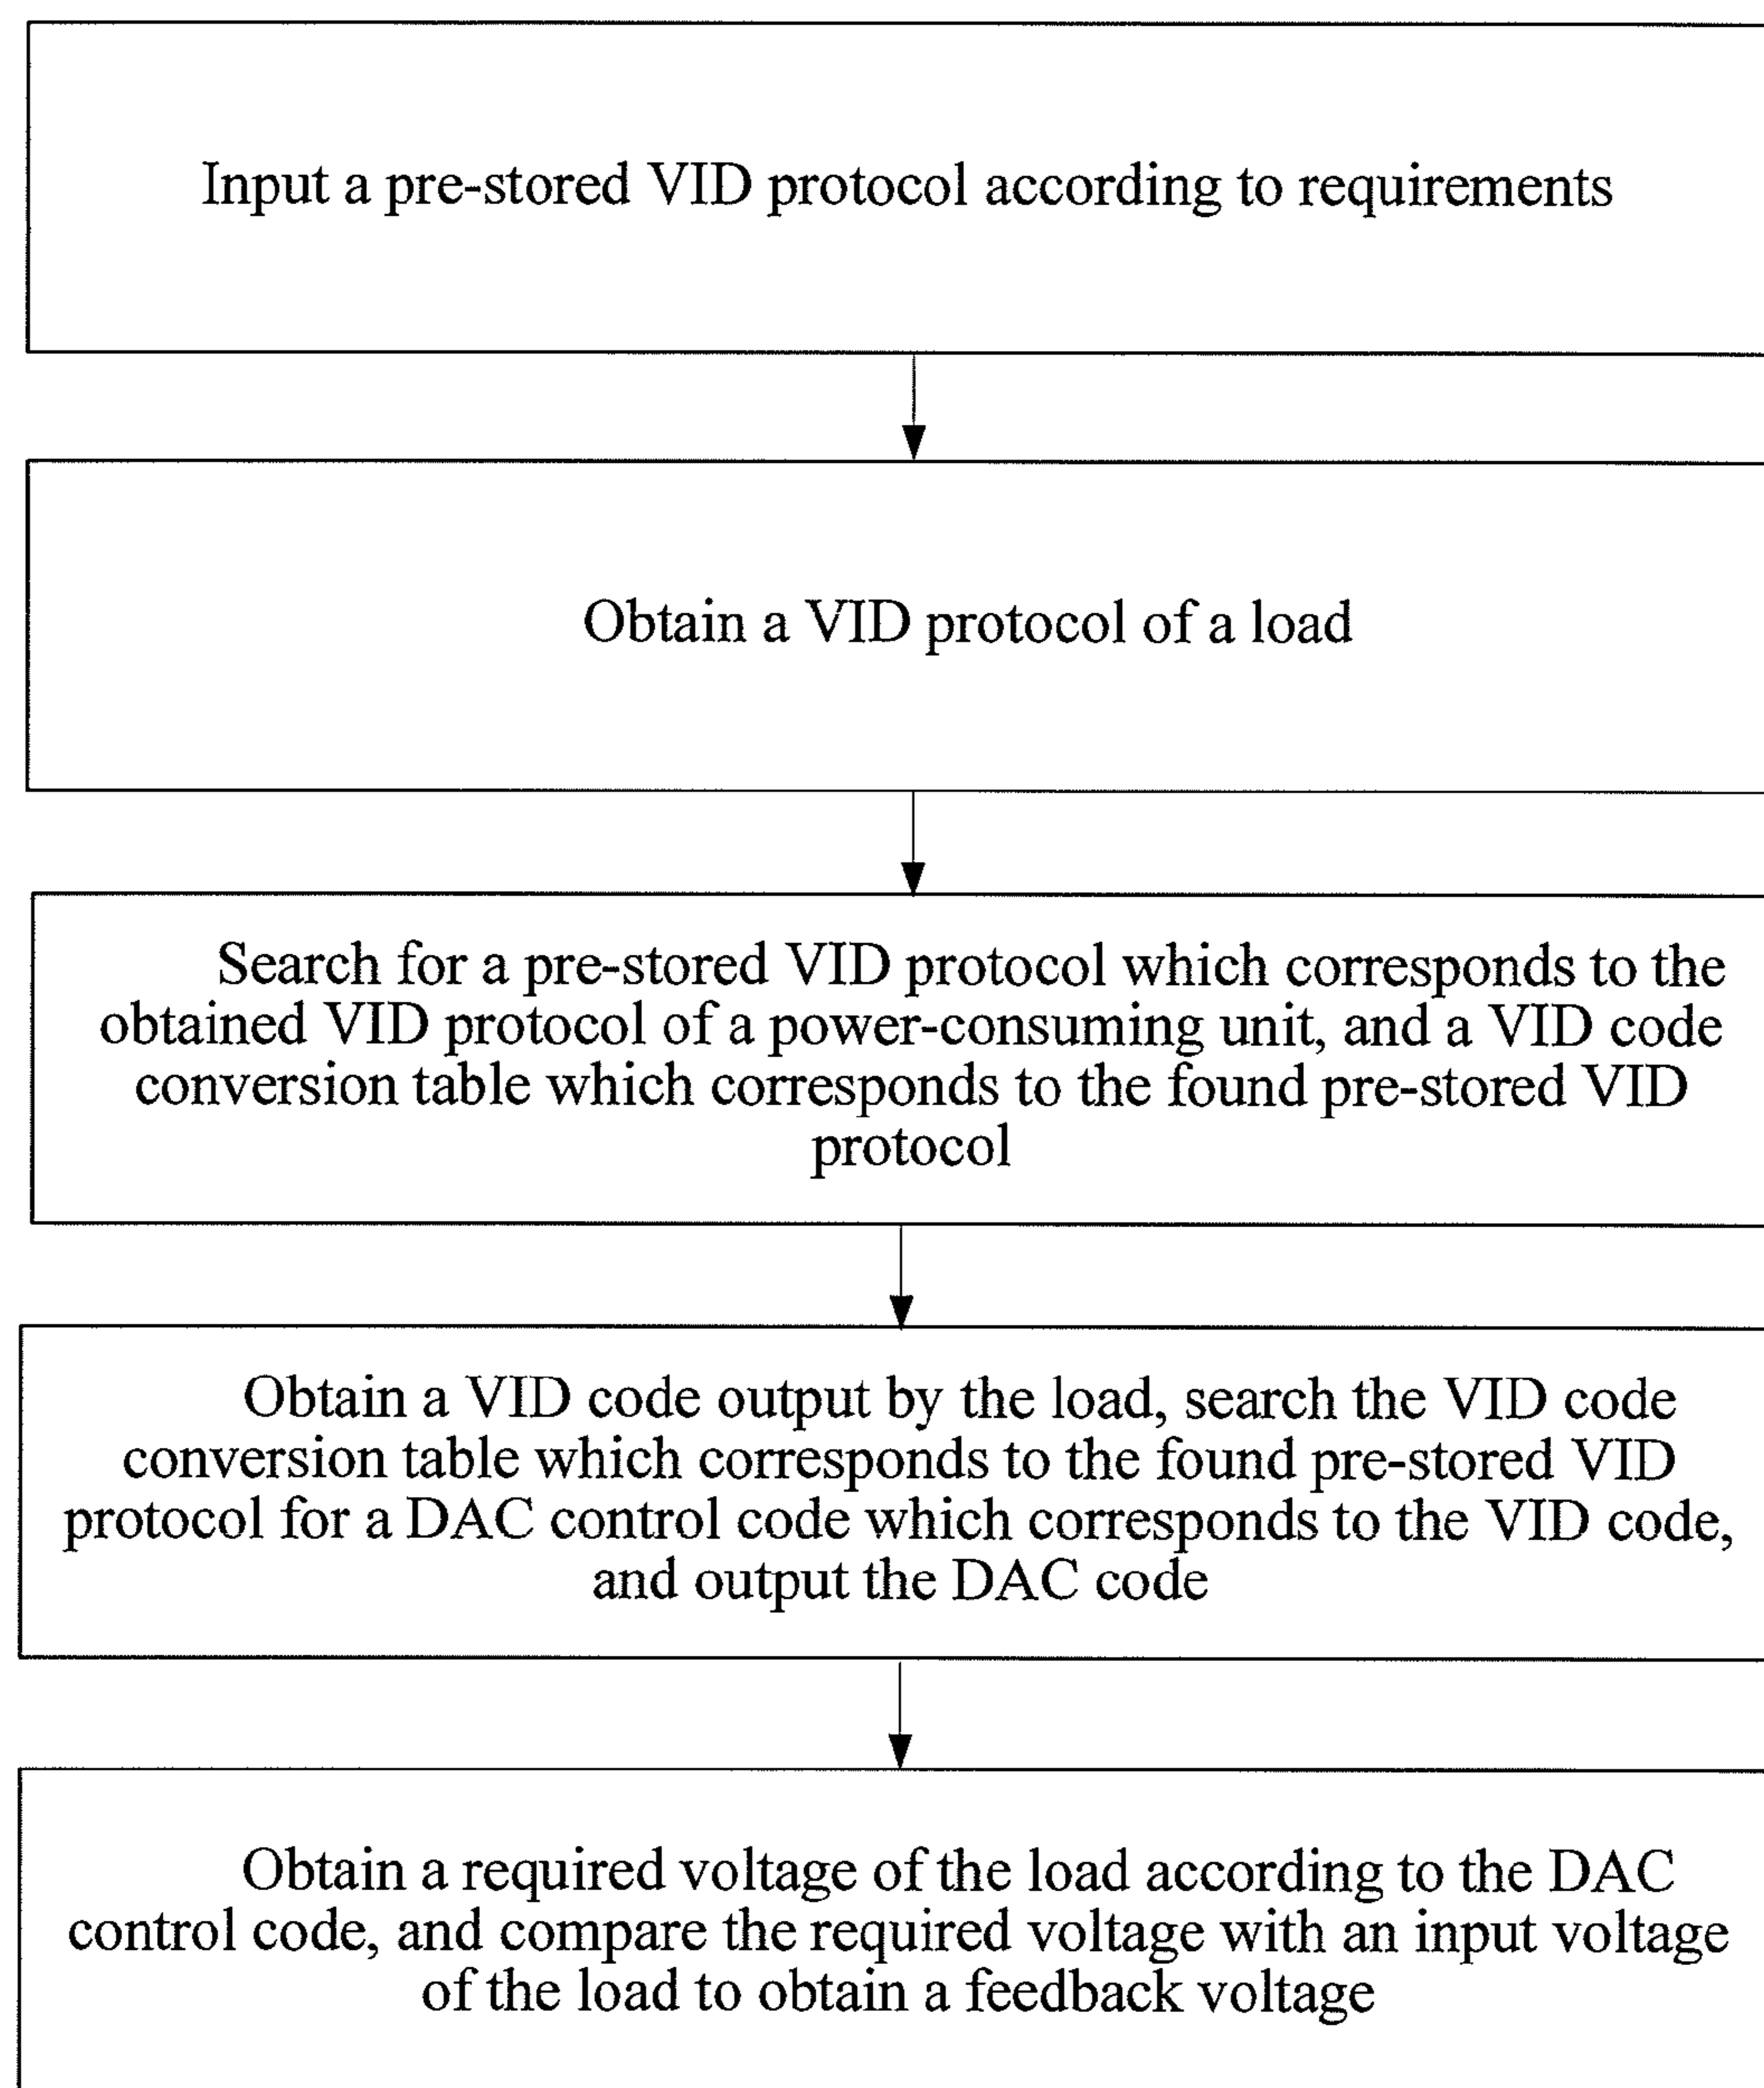 Input a pre-stored VID protocol according to requirements
Obtain a VID protocol of a load
Search for a pre-stored VID protocol which corresponds to the
obtained VID protocol of a power-consuming unit, and a VID code
conversion table which corresponds to the found pre-stored VID
protocol
Obtain a VID code output by the load, search the VID code
conversion table which corresponds to the found pre-stored VID
protocol for a DAC control code which corresponds to the VID code,
and output the DAC code
Obtain a required voltage of the load according to the DAC
control code, and compare the required voltage with an input voltage
of the load to obtain a feedback voltage